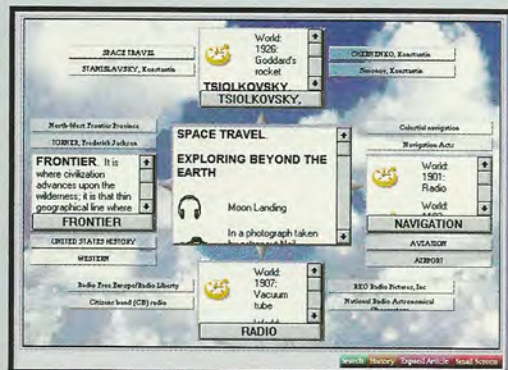 SPACE TRAVEL
STANISLAVSKY, Konstantin
World:
1926:
Goddard's
rocket
TSIOLKOVSKY,
TSIOLKOVSKY,
CHERNENKO, Konstantin
Simonov, Konstantin
North-West Frontier Province
TURNER, Frederick Jackson
FRONTIER. It is
where civilization
advances upon the
wilderness; it is that thin
geographical line where
FRONTIER
UNITED STATES HISTORY
WESTERN
SPACE TRAVEL.
EXPLORING BEYOND THE
EARTH
Moon Landing
In a photograph taken
Celestial navigation
Navigation Acts
World:
1901:
Radio
World:
NAVIGATION
AVIATION
AIRPORT
Radio Free Europe/Radio Liberty
Citizens band (CB) radio
World:
1907:
Vacuum
tube
RADIO
RKO Radio Pictures, Inc
National Radio Astronomical
Search History Expand Article Small Screen